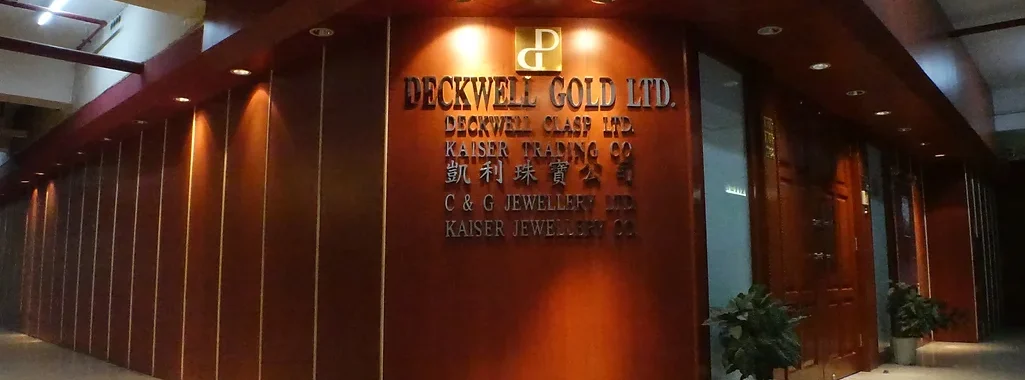 DECKWELL GOLD LTD.
DECKWELL CLASP LTD.
KAISER TRADING CO
凱利珠寶公司
C & G JEWELLERY LTD.
KAISER JEWELLERY CO.